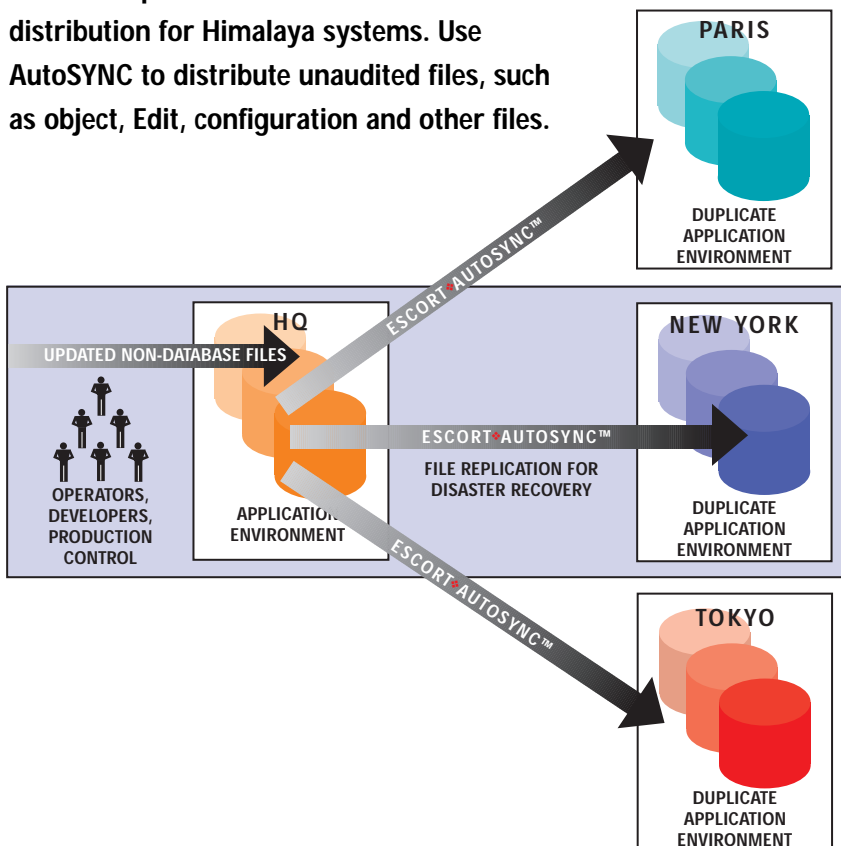 distribution for Himalaya systems. Use
AutoSYNC to distribute unaudited files, such
as object, Edit, configuration and other files.
PARIS
DUPLICATE
APPLICATION
ENVIRONMENT
ESCORT AUTOSYNC™
HQ
UPDATED NON-DATABASE FILES
OPERATORS,
DEVELOPERS,
PRODUCTION
CONTROL
APPLICATION
ENVIRONMENT
ESCORT AUTOSYNC™
FILE REPLICATION FOR
DISASTER RECOVERY
NEW YORK
DUPLICATE
APPLICATION
ENVIRONMENT
ESCORT AUTOSYNC™
TOKYO
DUPLICATE
APPLICATION
ENVIRONMENT